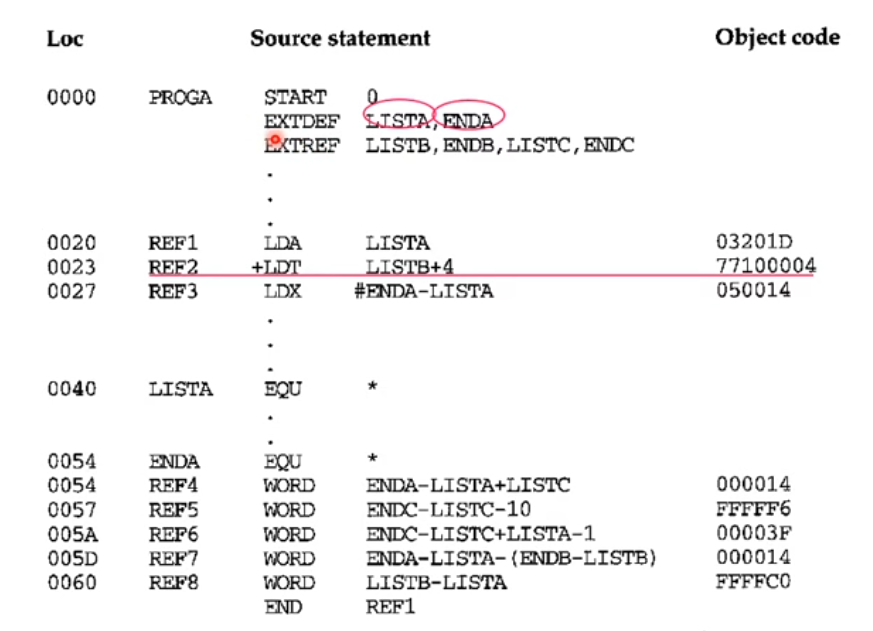 Loc Source statement Object code
0000 PROGA START 0
EXTDEF LISTA,ENDA
EXTREF LISTB,ENDB,LISTC,ENDC
.
.
.
0020 REF1 LDA LISTA 03201D
0023 REF2 +LDT LISTB+4 77100004
0027 REF3 LDX #ENDA-LISTA 050014
.
.
.
0040 LISTA EQU *
.
.
0054 ENDA EQU *
0054 REF4 WORD ENDA-LISTA+LISTC 000014
0057 REF5 WORD ENDC-LISTC-10 FFFFF6
005A REF6 WORD ENDC-LISTC+LISTA-1 00003F
005D REF7 WORD ENDA-LISTA-(ENDB-LISTB) 000014
0060 REF8 WORD LISTB-LISTA FFFFC0
END REF1